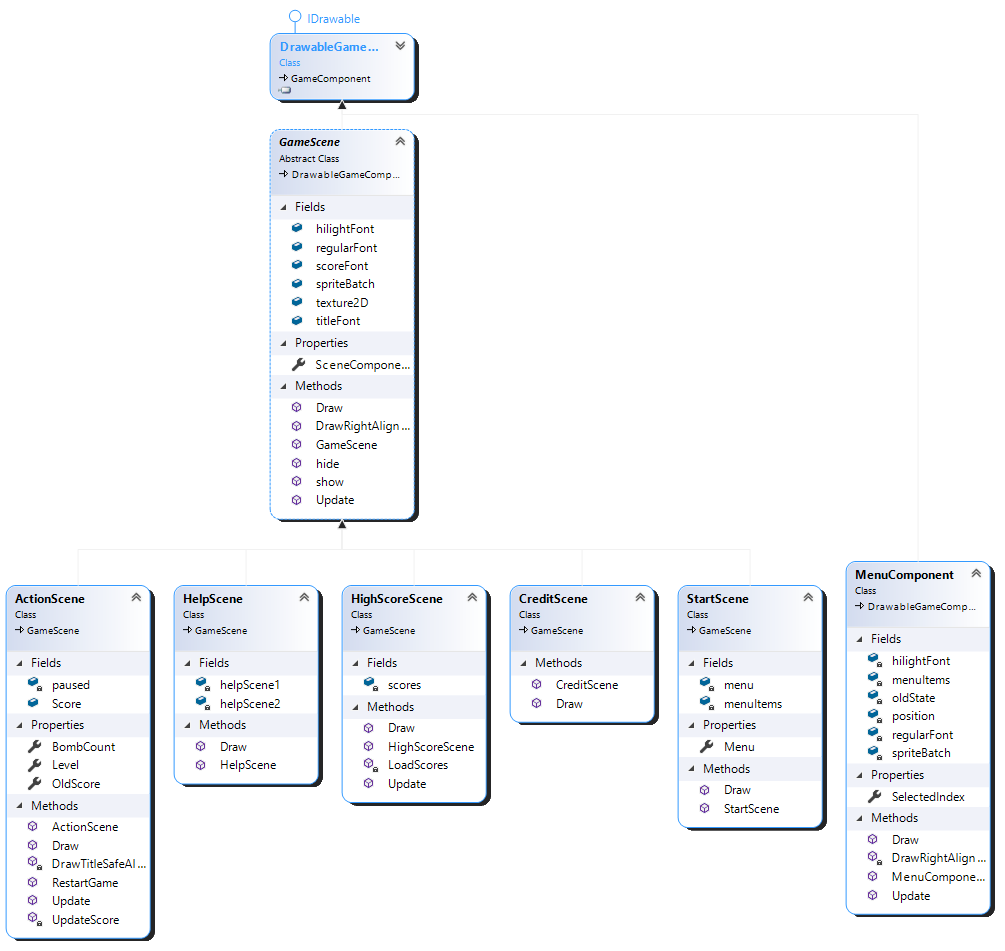 IDrawable
DrawableGame...
Class
GameComponent
GameScene
Abstract Class
DrawableGameComp...
Fields
hilightFont
regularFont
scoreFont
spriteBatch
texture2D
titleFont
Properties
SceneCompone...
Methods
Draw
DrawRightAlign...
GameScene
hide
show
Update
ActionScene
Class
GameScene
Fields
paused
Score
Properties
BombCount
Level
OldScore
Methods
ActionScene
Draw
DrawTitleSafeAl...
RestartGame
Update
UpdateScore
HelpScene
Class
GameScene
Fields
helpScene1
helpScene2
Methods
Draw
HelpScene
HighScoreScene
Class
GameScene
Fields
scores
Methods
Draw
HighScoreScene
LoadScores
Update
CreditScene
Class
GameScene
Methods
CreditScene
Draw
StartScene
Class
GameScene
Fields
menu
menuItems
Properties
Menu
Methods
Draw
StartScene
MenuComponent
Class
DrawableGameComp...
Fields
hilightFont
menuItems
oldState
position
regularFont
spriteBatch
Properties
SelectedIndex
Methods
Draw
DrawRightAlign...
MenuCompone...
Update